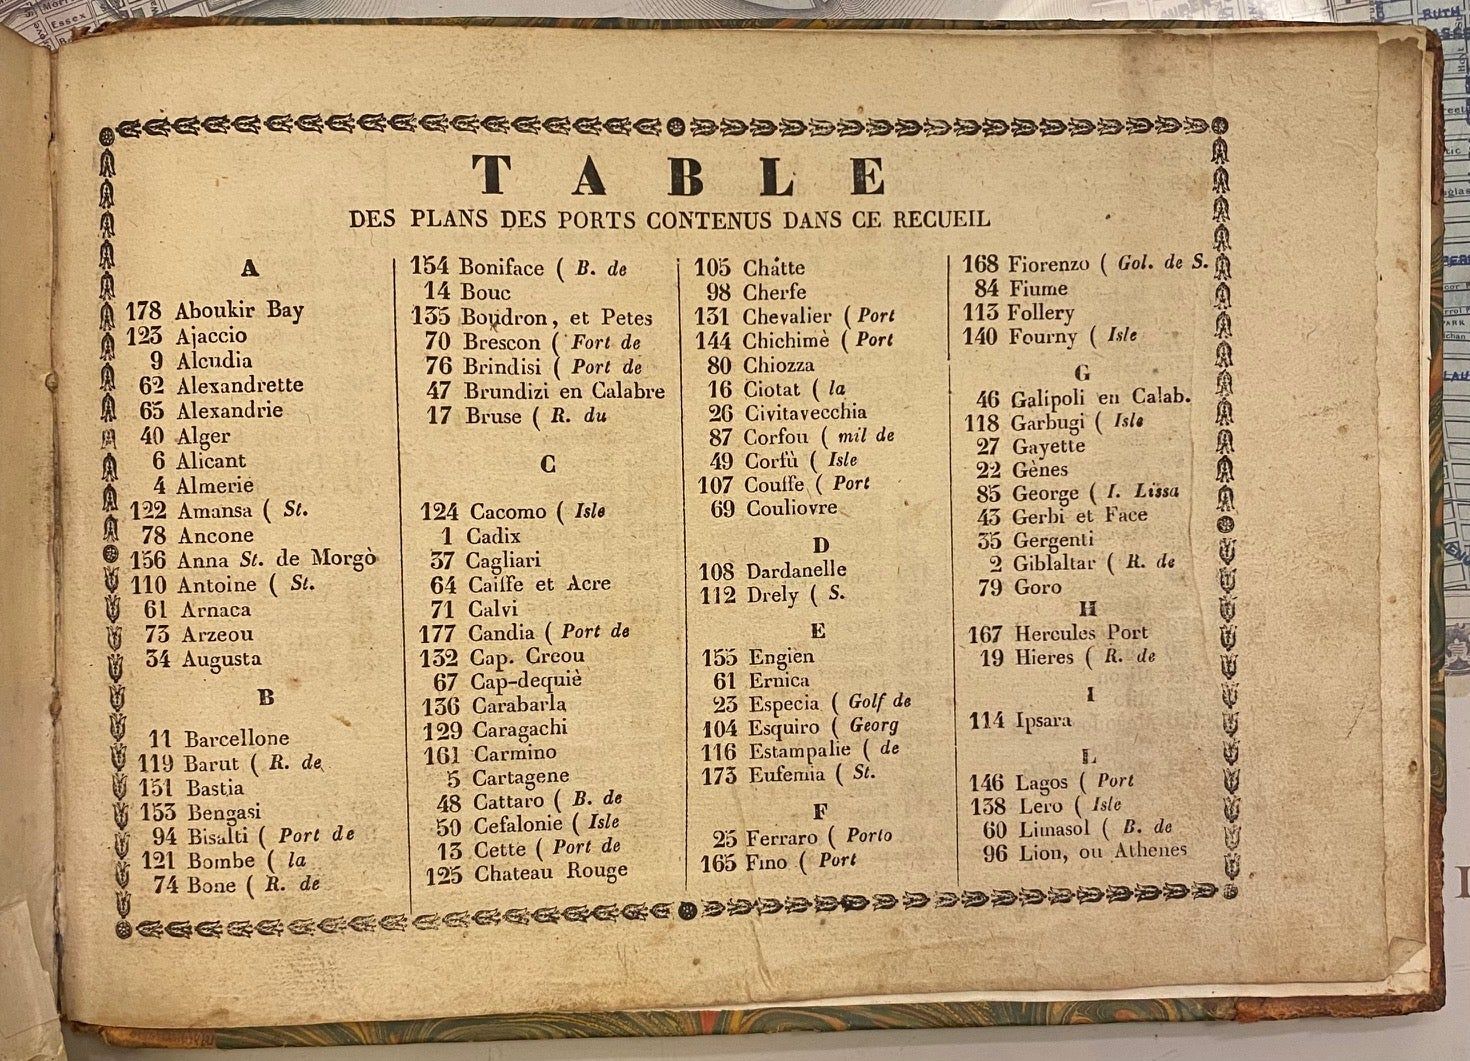 TABLE
DES PLANS DES PORTS CONTENUS DANS CE RECUEIL
A
178 Aboukir Bay
123 Ajaccio
9 Alcudia
62 Alexandrette
65 Alexandrie
40 Alger
6 Alicant
4 Almerie
122 Amansa ( St.
78 Ancone
156 Anna St. de Morgò
110 Antoine ( St.
61 Arnaca
73 Arzeou
34 Augusta
B
11 Barcellone
119 Barut ( R. de
151 Bastia
153 Bengasi
94 Bisalti ( Port de
121 Bombe ( la
74 Bone ( R. de
154 Boniface ( B. de
14 Bouc
135 Boudron, et Petes
70 Brescon ( Fort de
76 Brindisi ( Port de
47 Brundizi en Calabre
17 Bruse ( R. du
C
124 Cacomo ( Isle
1 Cadix
37 Cagliari
64 Caiffe et Acre
71 Calvi
177 Candia ( Port de
132 Cap. Creou
67 Cap-dequiè
136 Carabarla
129 Caragachi
161 Carmino
5 Cartagene
48 Cattaro ( B. de
50 Cefalonie ( Isle
13 Cette ( Port de
125 Chateau Rouge
105 Châtte
98 Cherfe
131 Chevalier ( Port
144 Chichimè ( Port
80 Chiozza
16 Ciotat ( la
26 Civitavecchia
87 Corfou ( mil de
49 Corfù ( Isle
107 Couffe ( Port
69 Couliovre
D
108 Dardanelle
112 Drely ( S.
E
155 Engien
61 Ernica
23 Especia ( Golf de
104 Esquiro ( Georg
116 Estampalie ( de
173 Eufemia ( St.
F
25 Ferraro ( Porto
165 Fino ( Port
168 Fiorenzo ( Gol. de S.
84 Fiume
113 Follery
140 Fourny ( Isle
G
46 Galipoli en Calab.
118 Garbugi ( Isle
27 Gayette
22 Gènes
85 George ( I. Lissa
43 Gerbi et Face
35 Gergenti
2 Giblaltar ( R. de
79 Goro
H
167 Hercules Port
19 Hieres ( R. de
I
114 Ipsara
L
146 Lagos ( Port
138 Lero ( Isle
60 Limasol ( B. de
96 Lion, ou Athenes